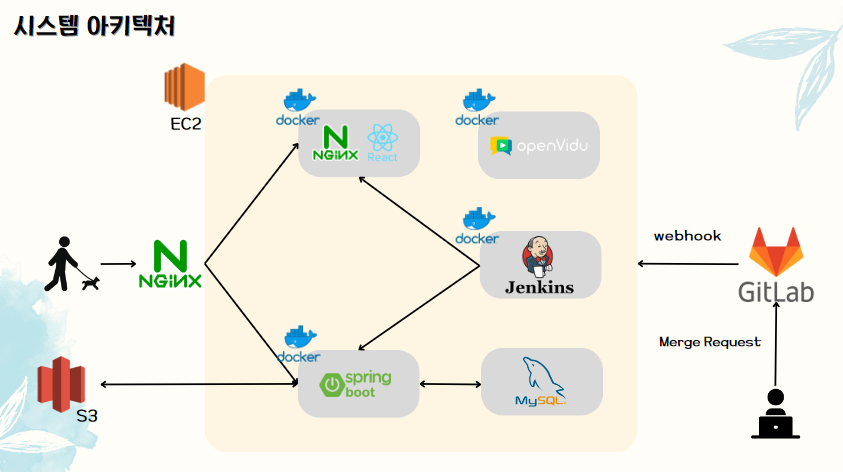 시스템 아키텍처
EC2
docker
NGINX
React
docker
openVidu
docker
Jenkins
webhook
GitLab
NGINX
Merge Request
docker
spring
boot
MySQL
S3